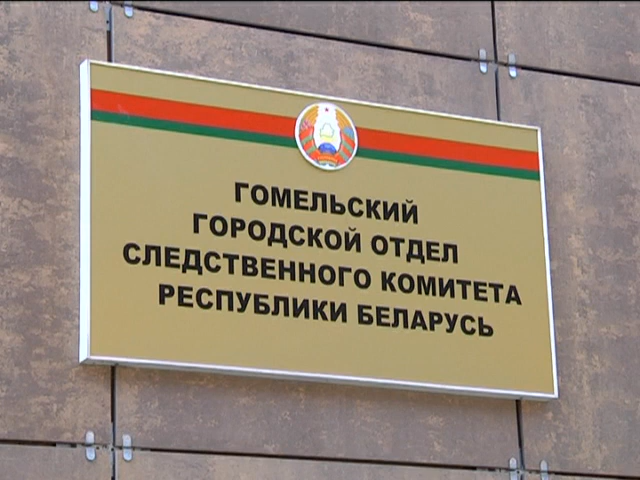 ГОМЕЛЬСКИЙ
ГОРОДСКОЙ ОТДЕЛ
СЛЕДСТВЕННОГО КОМИТЕТА
РЕСПУБЛИКИ БЕЛАРУСЬ